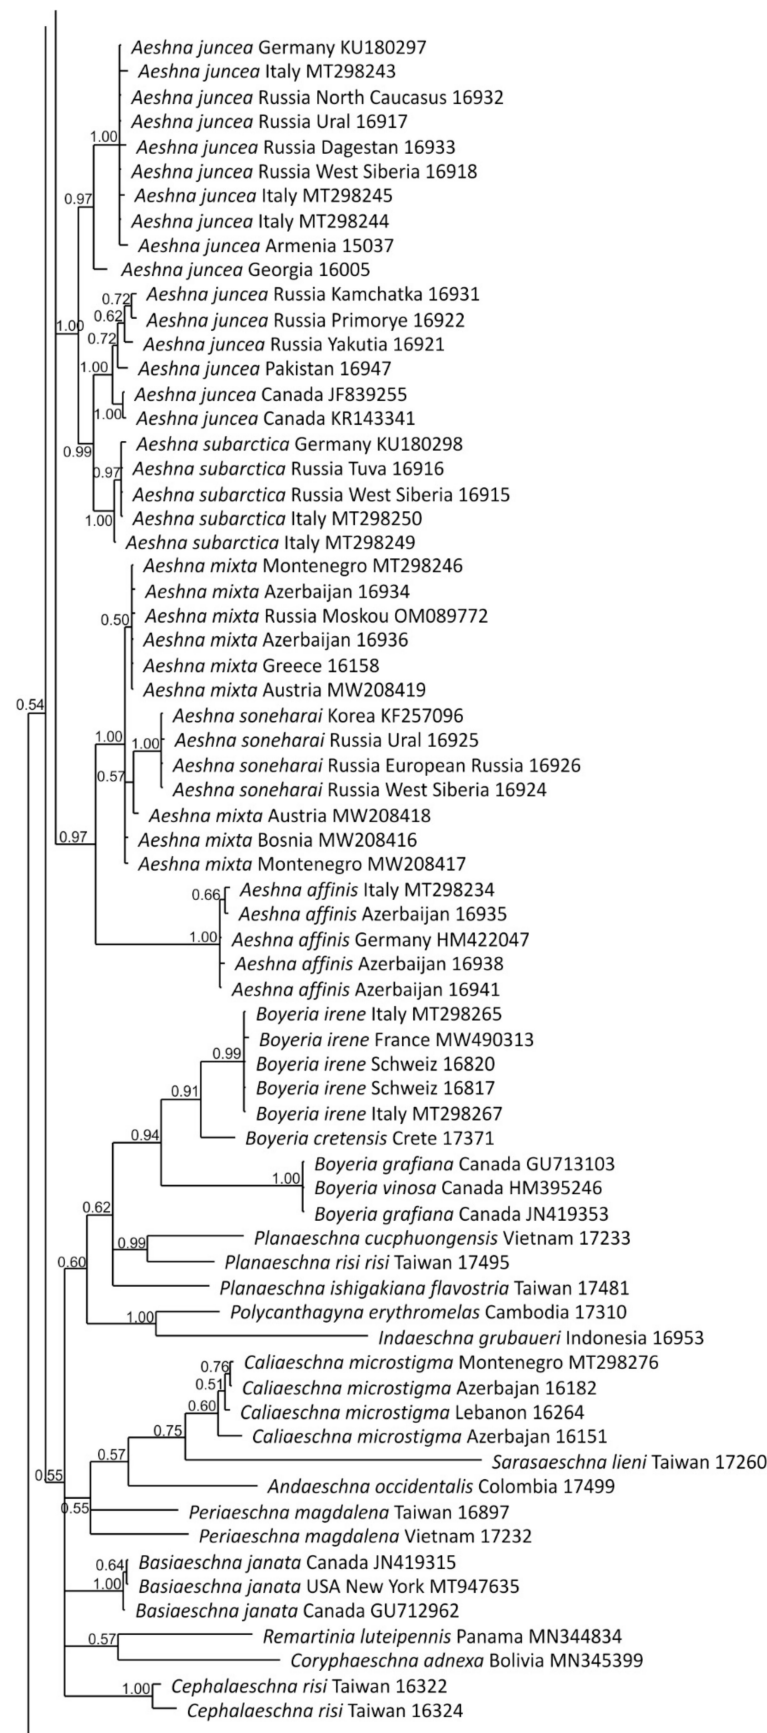 Aeshna juncea Germany KU180297
Aeshna juncea Italy MT298243
Aeshna juncea Russia North Caucasus 16932
Aeshna juncea Russia Ural 16917
1.00
Aeshna juncea Russia Dagestan 16933
Aeshna juncea Russia West Siberia 16918
0.97
Aeshna juncea Italy MT298245
Aeshna juncea Italy MT298244
Aeshna juncea Armenia 15037
Aeshna juncea Georgia 16005
0.72
Aeshna juncea Russia Kamchatka 16931
0.62
Aeshna juncea Russia Primorye 16922
1.00
0.72
Aeshna juncea Russia Yakutia 16921
1.00
Aeshna juncea Pakistan 16947
Aeshna juncea Canada JF839255
1.00
Aeshna juncea Canada KR143341
0.99
Aeshna subarctica Germany KU180298
0.97
Aeshna subarctica Russia Tuva 16916
Aeshna subarctica Russia West Siberia 16915
1.00
Aeshna subarctica Italy MT298250
Aeshna subarctica Italy MT298249
Aeshna mixta Montenegro MT298246
Aeshna mixta Azerbaijan 16934
0.50
Aeshna mixta Russia Moskou OM089772
Aeshna mixta Azerbaijan 16936
Aeshna mixta Greece 16158
Aeshna mixta Austria MW208419
0.54
Aeshna soneharai Korea KF257096
1.00
1.00
Aeshna soneharai Russia Ural 16925
0.57
Aeshna soneharai Russia European Russia 16926
Aeshna soneharai Russia West Siberia 16924
Aeshna mixta Austria MW208418
0.97
Aeshna mixta Bosnia MW208416
Aeshna mixta Montenegro MW208417
0.66
Aeshna affinis Italy MT298234
Aeshna affinis Azerbaijan 16935
1.00
Aeshna affinis Germany HM422047
Aeshna affinis Azerbaijan 16938
Aeshna affinis Azerbaijan 16941
Boyeria irene Italy MT298265
Boyeria irene France MW490313
0.99
Boyeria irene Schweiz 16820
0.91
Boyeria irene Schweiz 16817
Boyeria irene Italy MT298267
0.94
Boyeria cretensis Crete 17371
Boyeria grafiana Canada GU713103
1.00
Boyeria vinosa Canada HM395246
0.62
Boyeria grafiana Canada JN419353
0.99
Planaeschna cucphuongensis Vietnam 17233
0.60
Planaeschna risi risi Taiwan 17495
Planaeschna ishigakiana flavostria Taiwan 17481
1.00
Polycanthagyna erythromelas Cambodia 17310
Indaeschna grubaueri Indonesia 16953
0.76
Caliaeschna microstigma Montenegro MT298276
0.51
Caliaeschna microstigma Azerbajan 16182
0.60
Caliaeschna microstigma Lebanon 16264
0.75
Caliaeschna microstigma Azerbajan 16151
0.57
Sarasaeschna lieni Taiwan 17260
0.55
Andaeschna occidentalis Colombia 17499
0.55
Periaeschna magdalena Taiwan 16897
Periaeschna magdalena Vietnam 17232
0.64
Basiaeschna janata Canada JN419315
1.00
Basiaeschna janata USA New York MT947635
Basiaeschna janata Canada GU712962
0.57
Remartinia luteipennis Panama MN344834
Coryphaeschna adnexa Bolivia MN345399
1.00
Cephalaeschna risi Taiwan 16322
Cephalaeschna risi Taiwan 16324